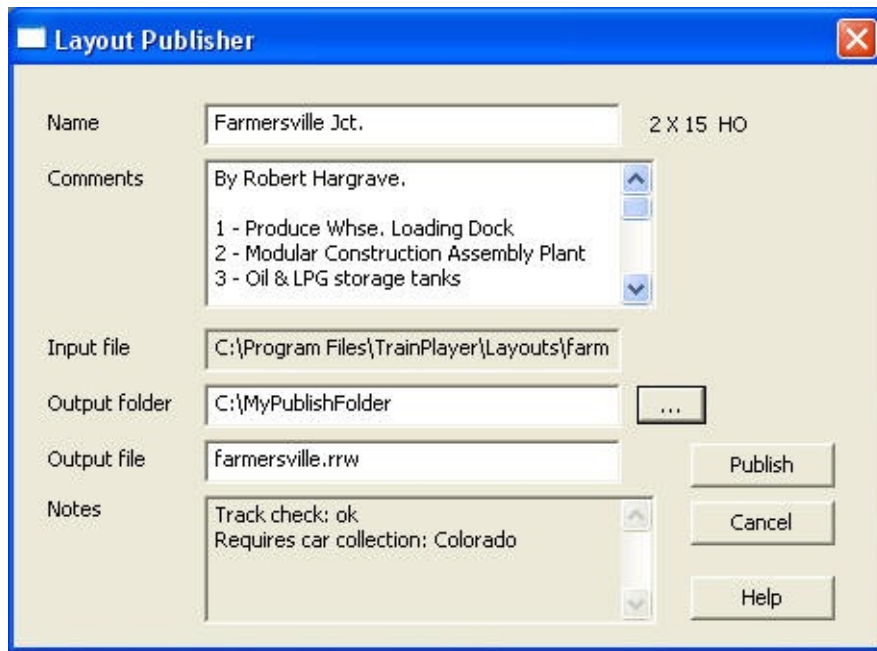 Layout Publisher
Name
Farmersville Jct.
2 X 15 HO
Comments
By Robert Hargrave.
1 - Produce Whse. Loading Dock
2 - Modular Construction Assembly Plant
3 - Oil & LPG storage tanks
Input file
C:\Program Files\TrainPlayer\Layouts\farm
Output folder
C:\MyPublishFolder
...
Output file
farmersville.rrw
Publish
Notes
Track check: ok
Requires car collection: Colorado
Cancel
Help